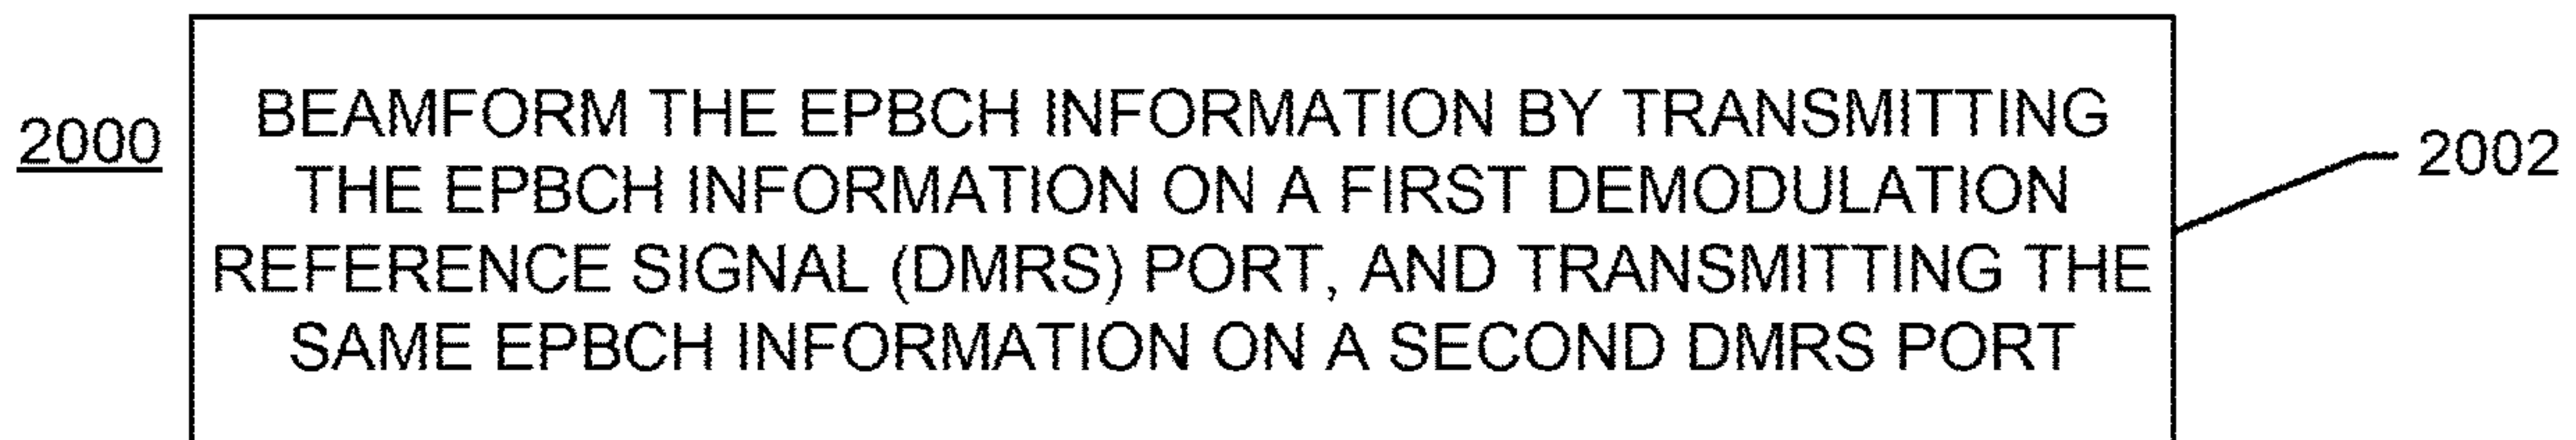 2000
BEAMFORM THE EPBCH INFORMATION BY TRANSMITTING
THE EPBCH INFORMATION ON A FIRST DEMODULATION
REFERENCE SIGNAL (DMRS) PORT, AND TRANSMITTING THE
SAME EPBCH INFORMATION ON A SECOND DMRS PORT
2002